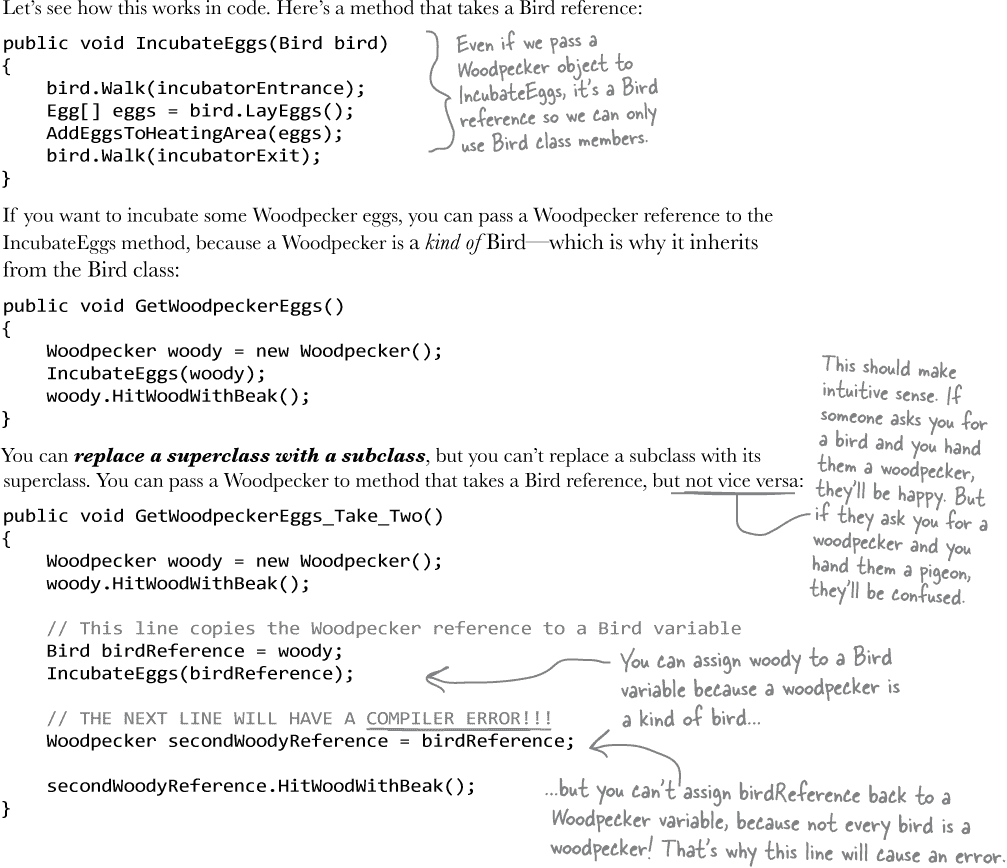 Let's see how this works in code. Here's a method that takes a Bird reference:
public void IncubateEggs(Bird bird)
{
    bird.Walk(incubatorEntrance);
    Egg[] eggs = bird.LayEggs();
    AddEggsToHeatingArea(eggs);
    bird.Walk(incubatorExit);
}
Even if we pass a
Woodpecker object to
IncubateEggs, it's a Bird
reference so we can only
use Bird class members.
If you want to incubate some Woodpecker eggs, you can pass a Woodpecker reference to the
IncubateEggs method, because a Woodpecker is a kind of Bird—which is why it inherits
from the Bird class:
public void GetWoodpeckerEggs()
{
    Woodpecker woody = new Woodpecker();
    IncubateEggs(woody);
    woody.HitWoodWithBeak();
}
You can replace a superclass with a subclass, but you can't replace a subclass with its
superclass. You can pass a Woodpecker to method that takes a Bird reference, but not vice versa:
This should make
intuitive sense. If
someone asks you for
a bird and you hand
them a woodpecker,
they'll be happy. But
if they ask you for a
woodpecker and you
hand them a pigeon,
they'll be confused.
public void GetWoodpeckerEggs_Take_Two()
{
    Woodpecker woody = new Woodpecker();
    woody.HitWoodWithBeak();
    // This line copies the Woodpecker reference to a Bird variable
    Bird birdReference = woody;
    IncubateEggs(birdReference);
You can assign woody to a Bird
variable because a woodpecker is
a kind of bird...
    // THE NEXT LINE WILL HAVE A COMPILER ERROR!!!
    Woodpecker secondWoodyReference = birdReference;
    secondWoodyReference.HitWoodWithBeak();
}
...but you can't assign birdReference back to a
Woodpecker variable, because not every bird is a
woodpecker! That's why this line will cause an error.